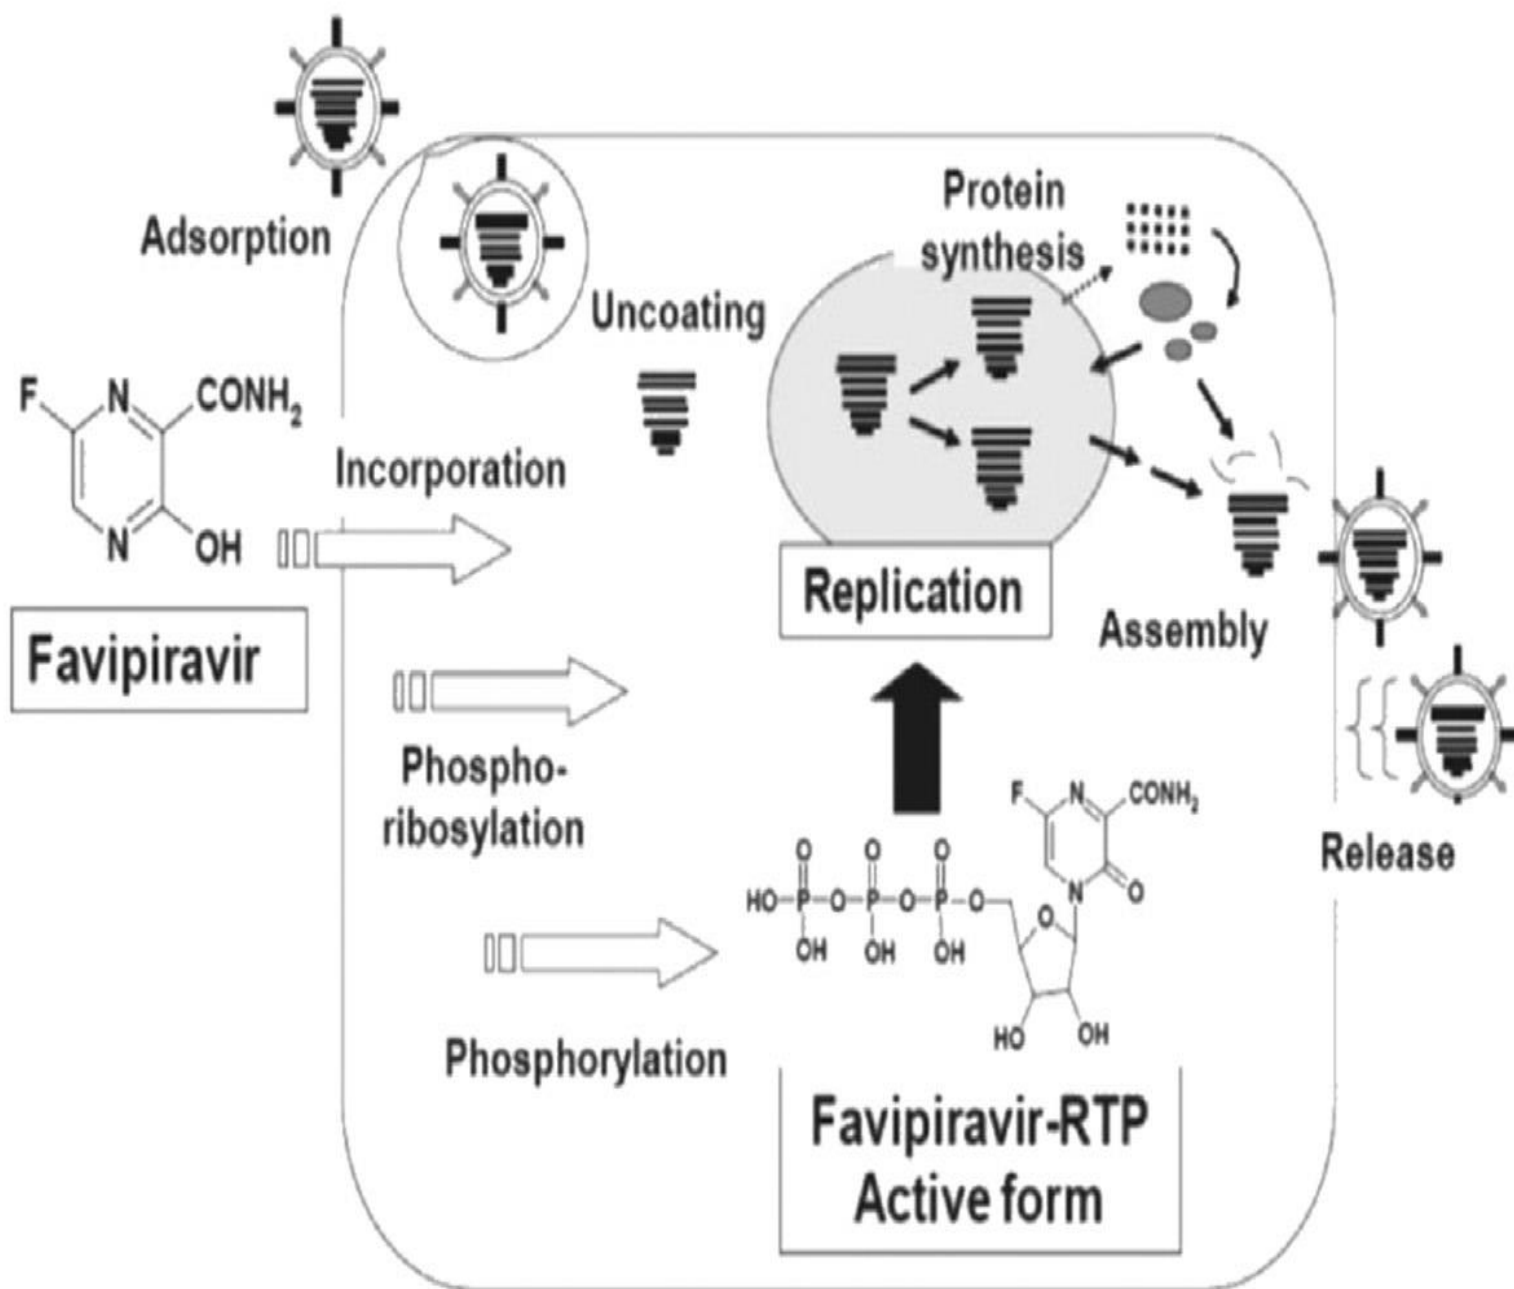 Adsorption
Protein
synthesis
Uncoating
F
N
CONH2
N
OH
Incorporation
Favipiravir
Replication
Assembly
Phospho-
ribosylation
Release
F
N
CONH2
N
O
O
O
O
HO-P-O-P-O-P-O
O
OH
OH
OH
HO
OH
Phosphorylation
Favipiravir-RTP
Active form